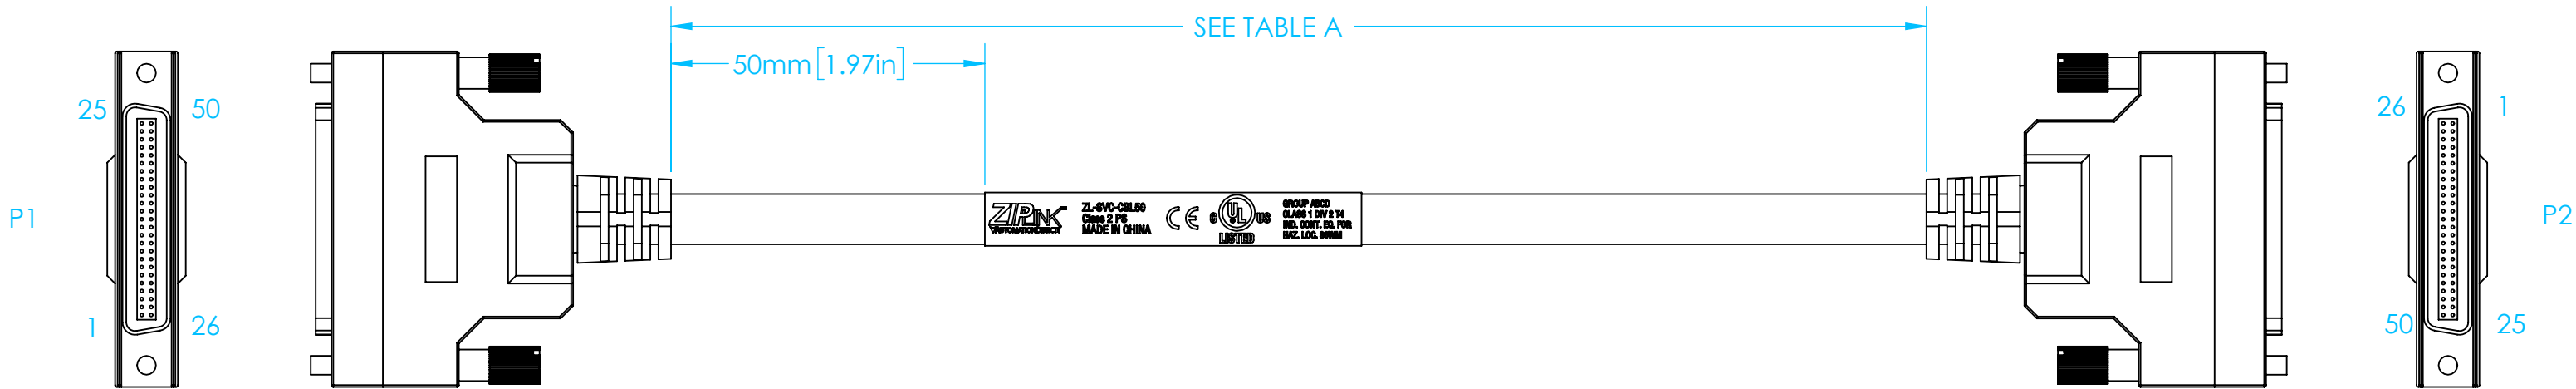 SEE TABLE A
50mm[1.97in]
25 50
26 1
P1
ZIPLINK
AUTOMATIONDIRECT
ZL-SVC-CBL50
Class 2 PS
MADE IN CHINA
CE
c UL US
LISTED
GROUP ABCD
CLASS 1 DIV 2 T4
IND. CONT. EQ. FOR
HAZ. LOC.
P2
1 26
50 25